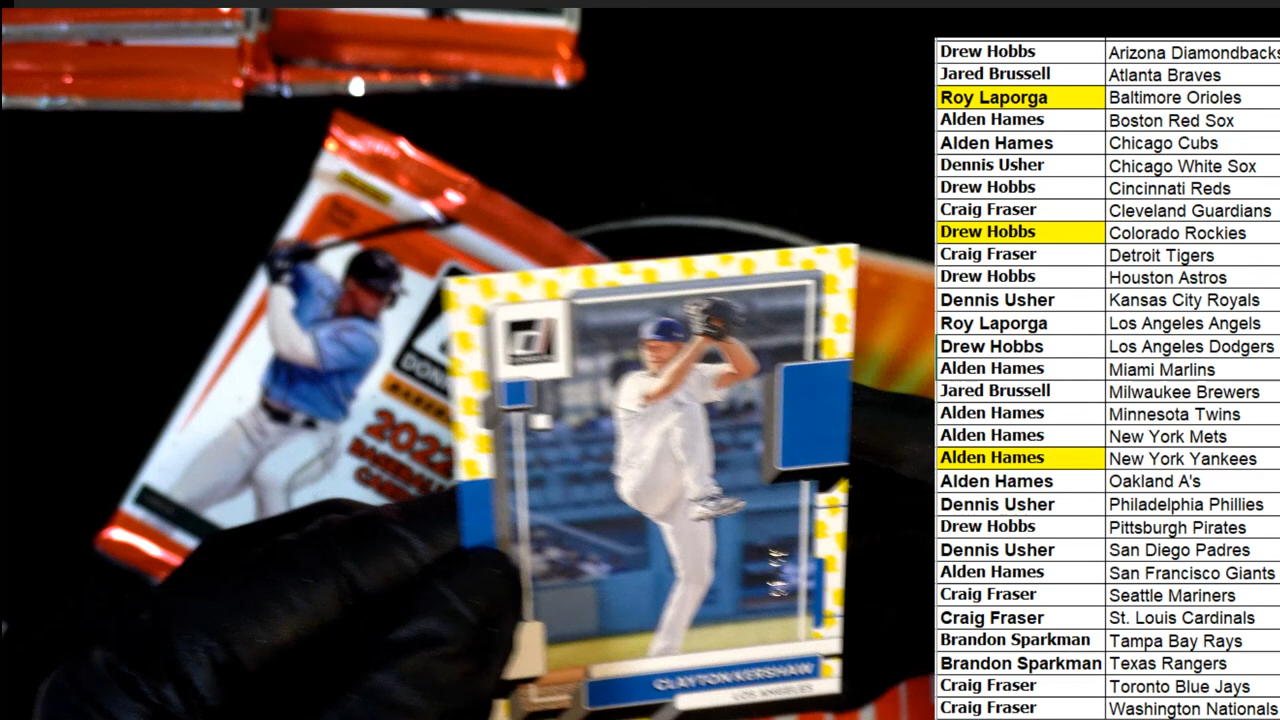 Drew Hobbs Arizona Diamondbacks
Jared Brussell Atlanta Braves
Roy Laporga Baltimore Orioles
Alden Hames Boston Red Sox
Alden Hames Chicago Cubs
Dennis Usher Chicago White Sox
Drew Hobbs Cincinnati Reds
Craig Fraser Cleveland Guardians
Drew Hobbs Colorado Rockies
Craig Fraser Detroit Tigers
Drew Hobbs Houston Astros
Dennis Usher Kansas City Royals
Roy Laporga Los Angeles Angels
Drew Hobbs Los Angeles Dodgers
Alden Hames Miami Marlins
Jared Brussell Milwaukee Brewers
Alden Hames Minnesota Twins
Alden Hames New York Mets
Alden Hames New York Yankees
Alden Hames Oakland A's
Dennis Usher Philadelphia Phillies
Drew Hobbs Pittsburgh Pirates
Dennis Usher San Diego Padres
Alden Hames San Francisco Giants
Craig Fraser Seattle Mariners
Craig Fraser St. Louis Cardinals
Brandon Sparkman Tampa Bay Rays
Brandon Sparkman Texas Rangers
Craig Fraser Toronto Blue Jays
Craig Fraser Washington Nationals
2022
CLAYTON KERSHAW
LOS ANGELES